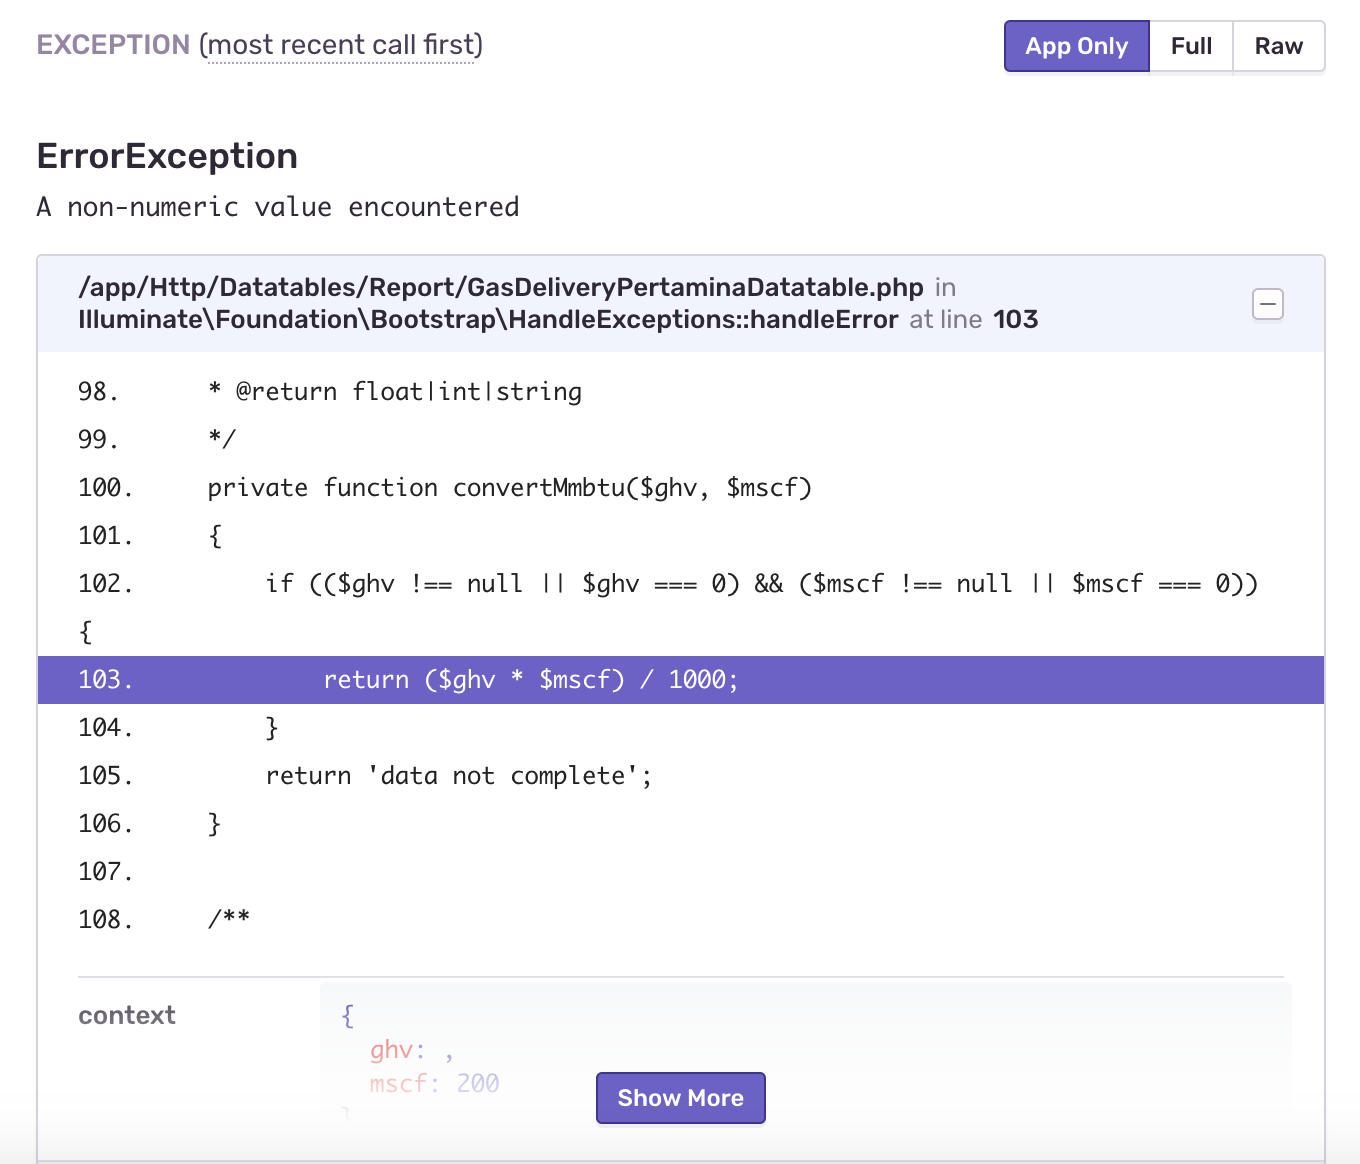 EXCEPTION (most recent call first)
App Only Full Raw
ErrorException
A non-numeric value encountered
/app/Http/Datatables/Report/GasDeliveryPertaminaDatatable.php in
Illuminate\Foundation\Bootstrap\HandleExceptions::handleError at line 103
98. * @return float|int|string
99. */
100. private function convertMmbtu($ghv, $mscf)
101. {
102. if (($ghv !== null || $ghv === 0) && ($mscf !== null || $mscf === 0))
{
103. return ($ghv * $mscf) / 1000;
104. }
105. return 'data not complete';
106. }
107.
108. /**
context
{
ghv: ,
mscf: 200
}
Show More